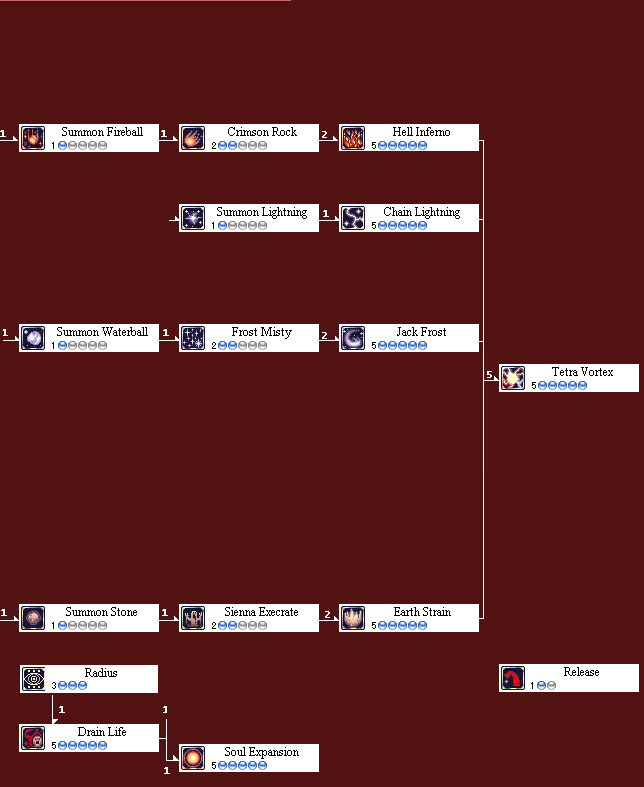 1 Summon Fireball 1 Crimson Rock 2 Hell Inferno
1 2 5
Summon Lightning 1 Chain Lightning
1 5
1 Summon Waterball 1 Frost Misty 2 Jack Frost
1 2 5
5 Tetra Vortex
5
1 Summon Stone 1 Sienna Execrate 2 Earth Strain
1 2 5
Radius Release
3 1
1 1
Drain Life
5
Soul Expansion
1 5